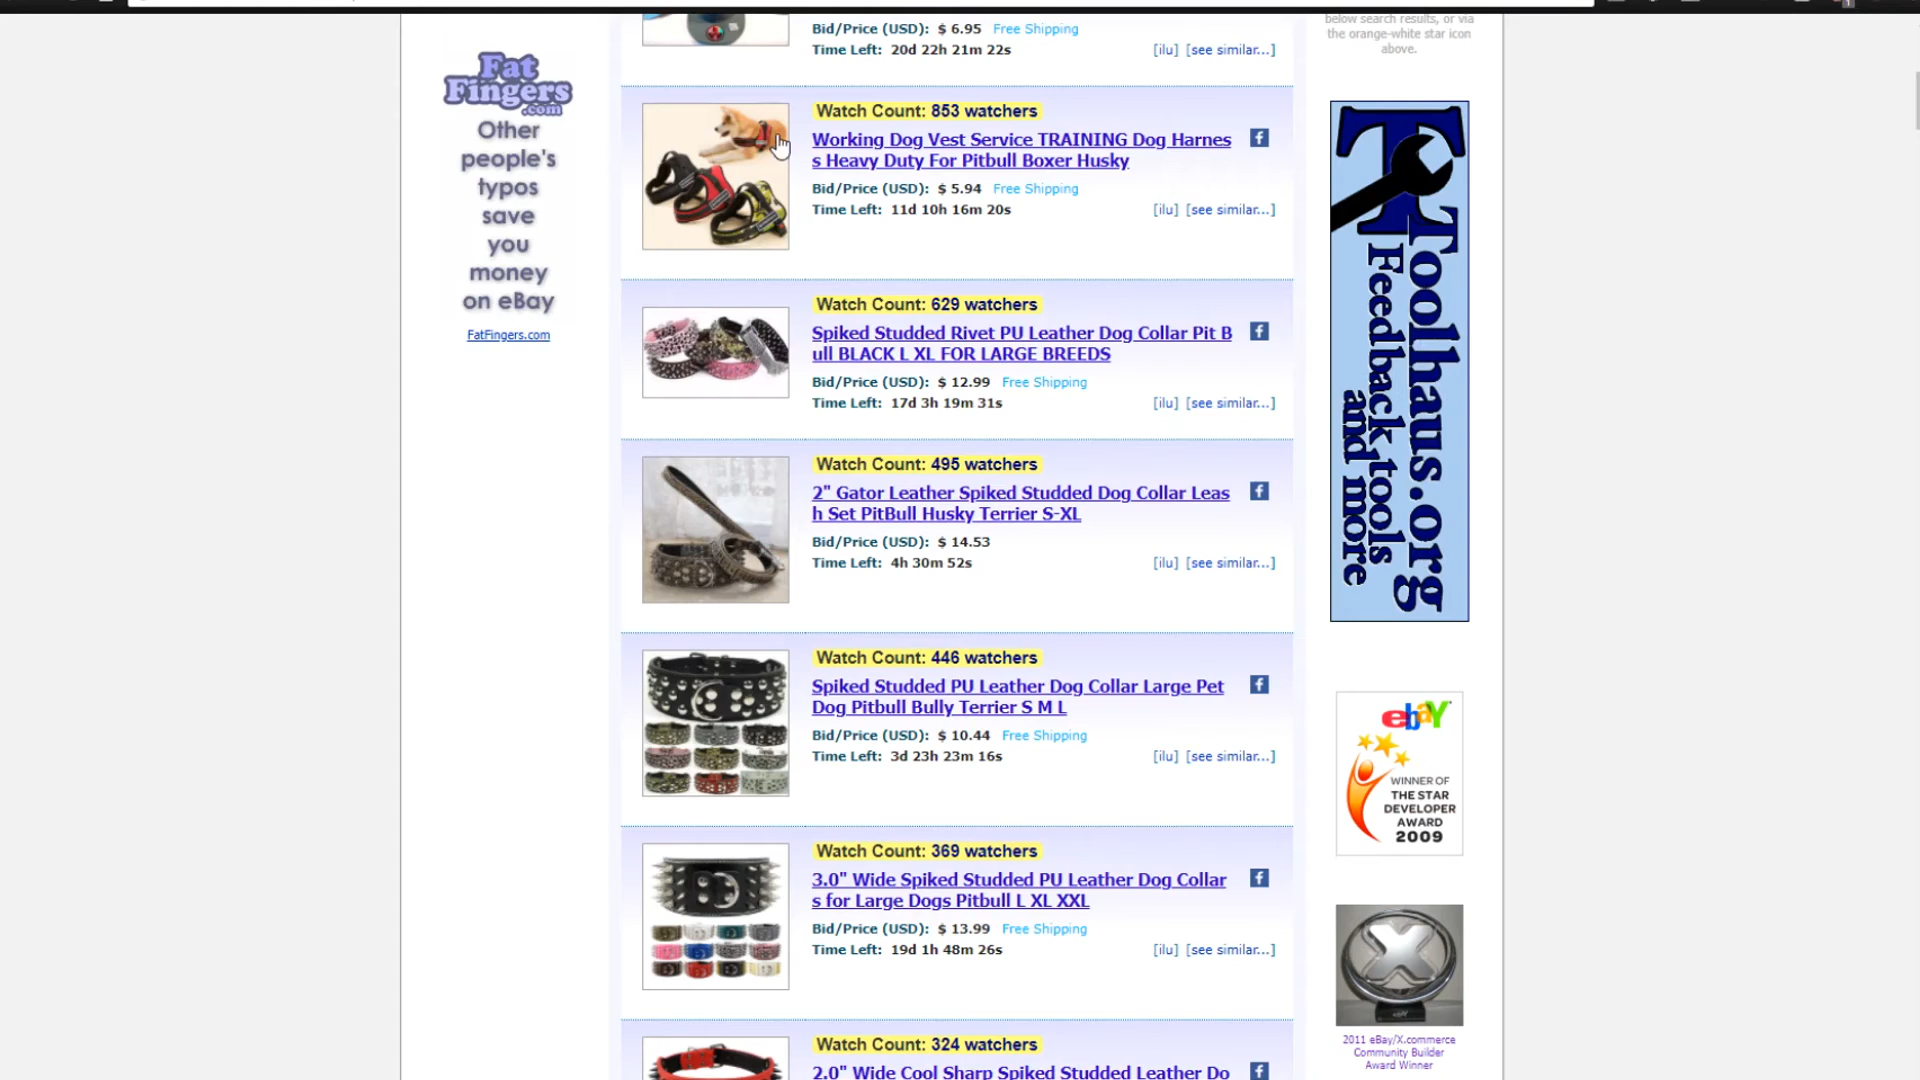 below search results, or via
the orange-white star icon
above.
Bid/Price (USD): $ 6.95 Free Shipping
Time Left: 20d 22h 21m 22s [ilu] [see similar...]
Fat
Fingers
.com
Other
people's
typos
save
you
money
on eBay
FatFingers.com
Watch Count: 853 watchers
Working Dog Vest Service TRAINING Dog Harnes
s Heavy Duty For Pitbull Boxer Husky
Bid/Price (USD): $ 5.94 Free Shipping
Time Left: 11d 10h 16m 20s [ilu] [see similar...]
Watch Count: 629 watchers
Spiked Studded Rivet PU Leather Dog Collar Pit B
ull BLACK L XL FOR LARGE BREEDS
Bid/Price (USD): $ 12.99 Free Shipping
Time Left: 17d 3h 19m 31s [ilu] [see similar...]
Watch Count: 495 watchers
2" Gator Leather Spiked Studded Dog Collar Leas
h Set PitBull Husky Terrier S-XL
Bid/Price (USD): $ 14.53
Time Left: 4h 30m 52s [ilu] [see similar...]
Watch Count: 446 watchers
Spiked Studded PU Leather Dog Collar Large Pet
Dog Pitbull Bully Terrier S M L
Bid/Price (USD): $ 10.44 Free Shipping
Time Left: 3d 23h 23m 16s [ilu] [see similar...]
Watch Count: 369 watchers
3.0" Wide Spiked Studded PU Leather Dog Collar
s for Large Dogs Pitbull L XL XXL
Bid/Price (USD): $ 13.99 Free Shipping
Time Left: 19d 1h 48m 26s [ilu] [see similar...]
Watch Count: 324 watchers
2.0" Wide Cool Sharp Spiked Studded Leather Do
Toolhaus.org
Feedback tools
and more
ebay
WINNER OF
THE STAR
DEVELOPER
AWARD
2009
2011 eBay/X.commerce
Community Builder
Award Winner